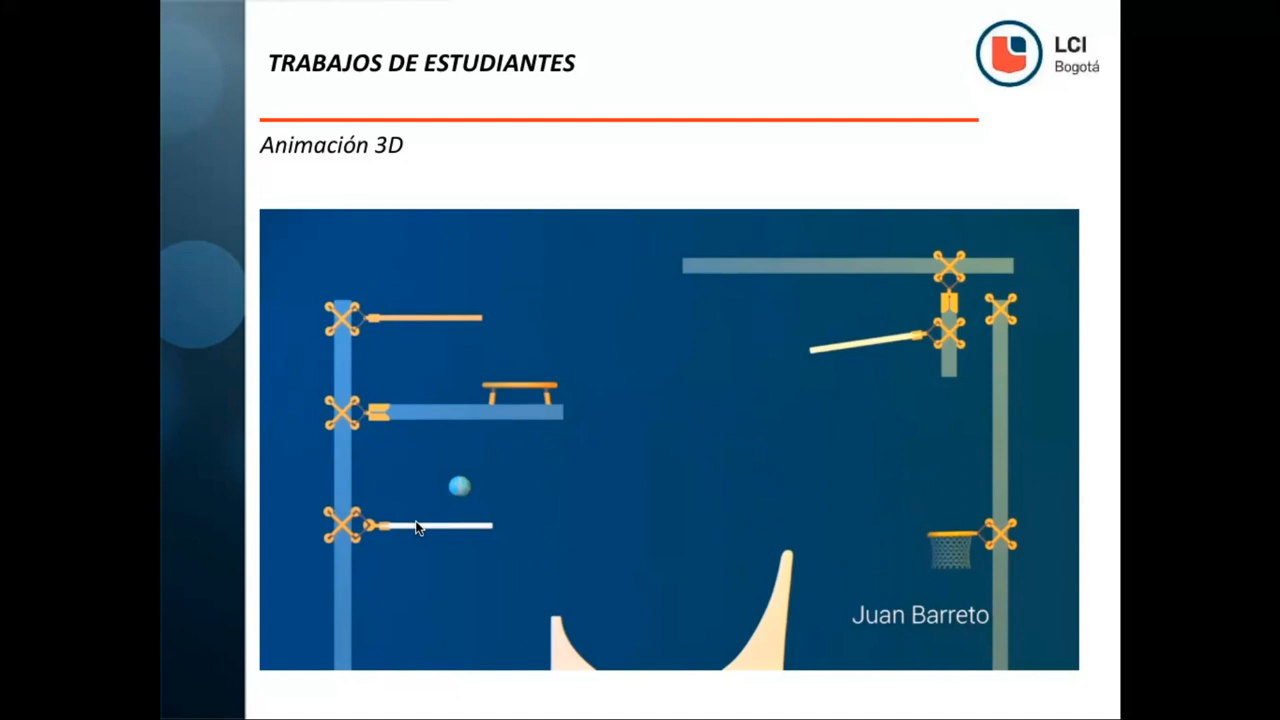 TRABAJOS DE ESTUDIANTES
LCI
Bogotá
Animación 3D
Juan Barreto